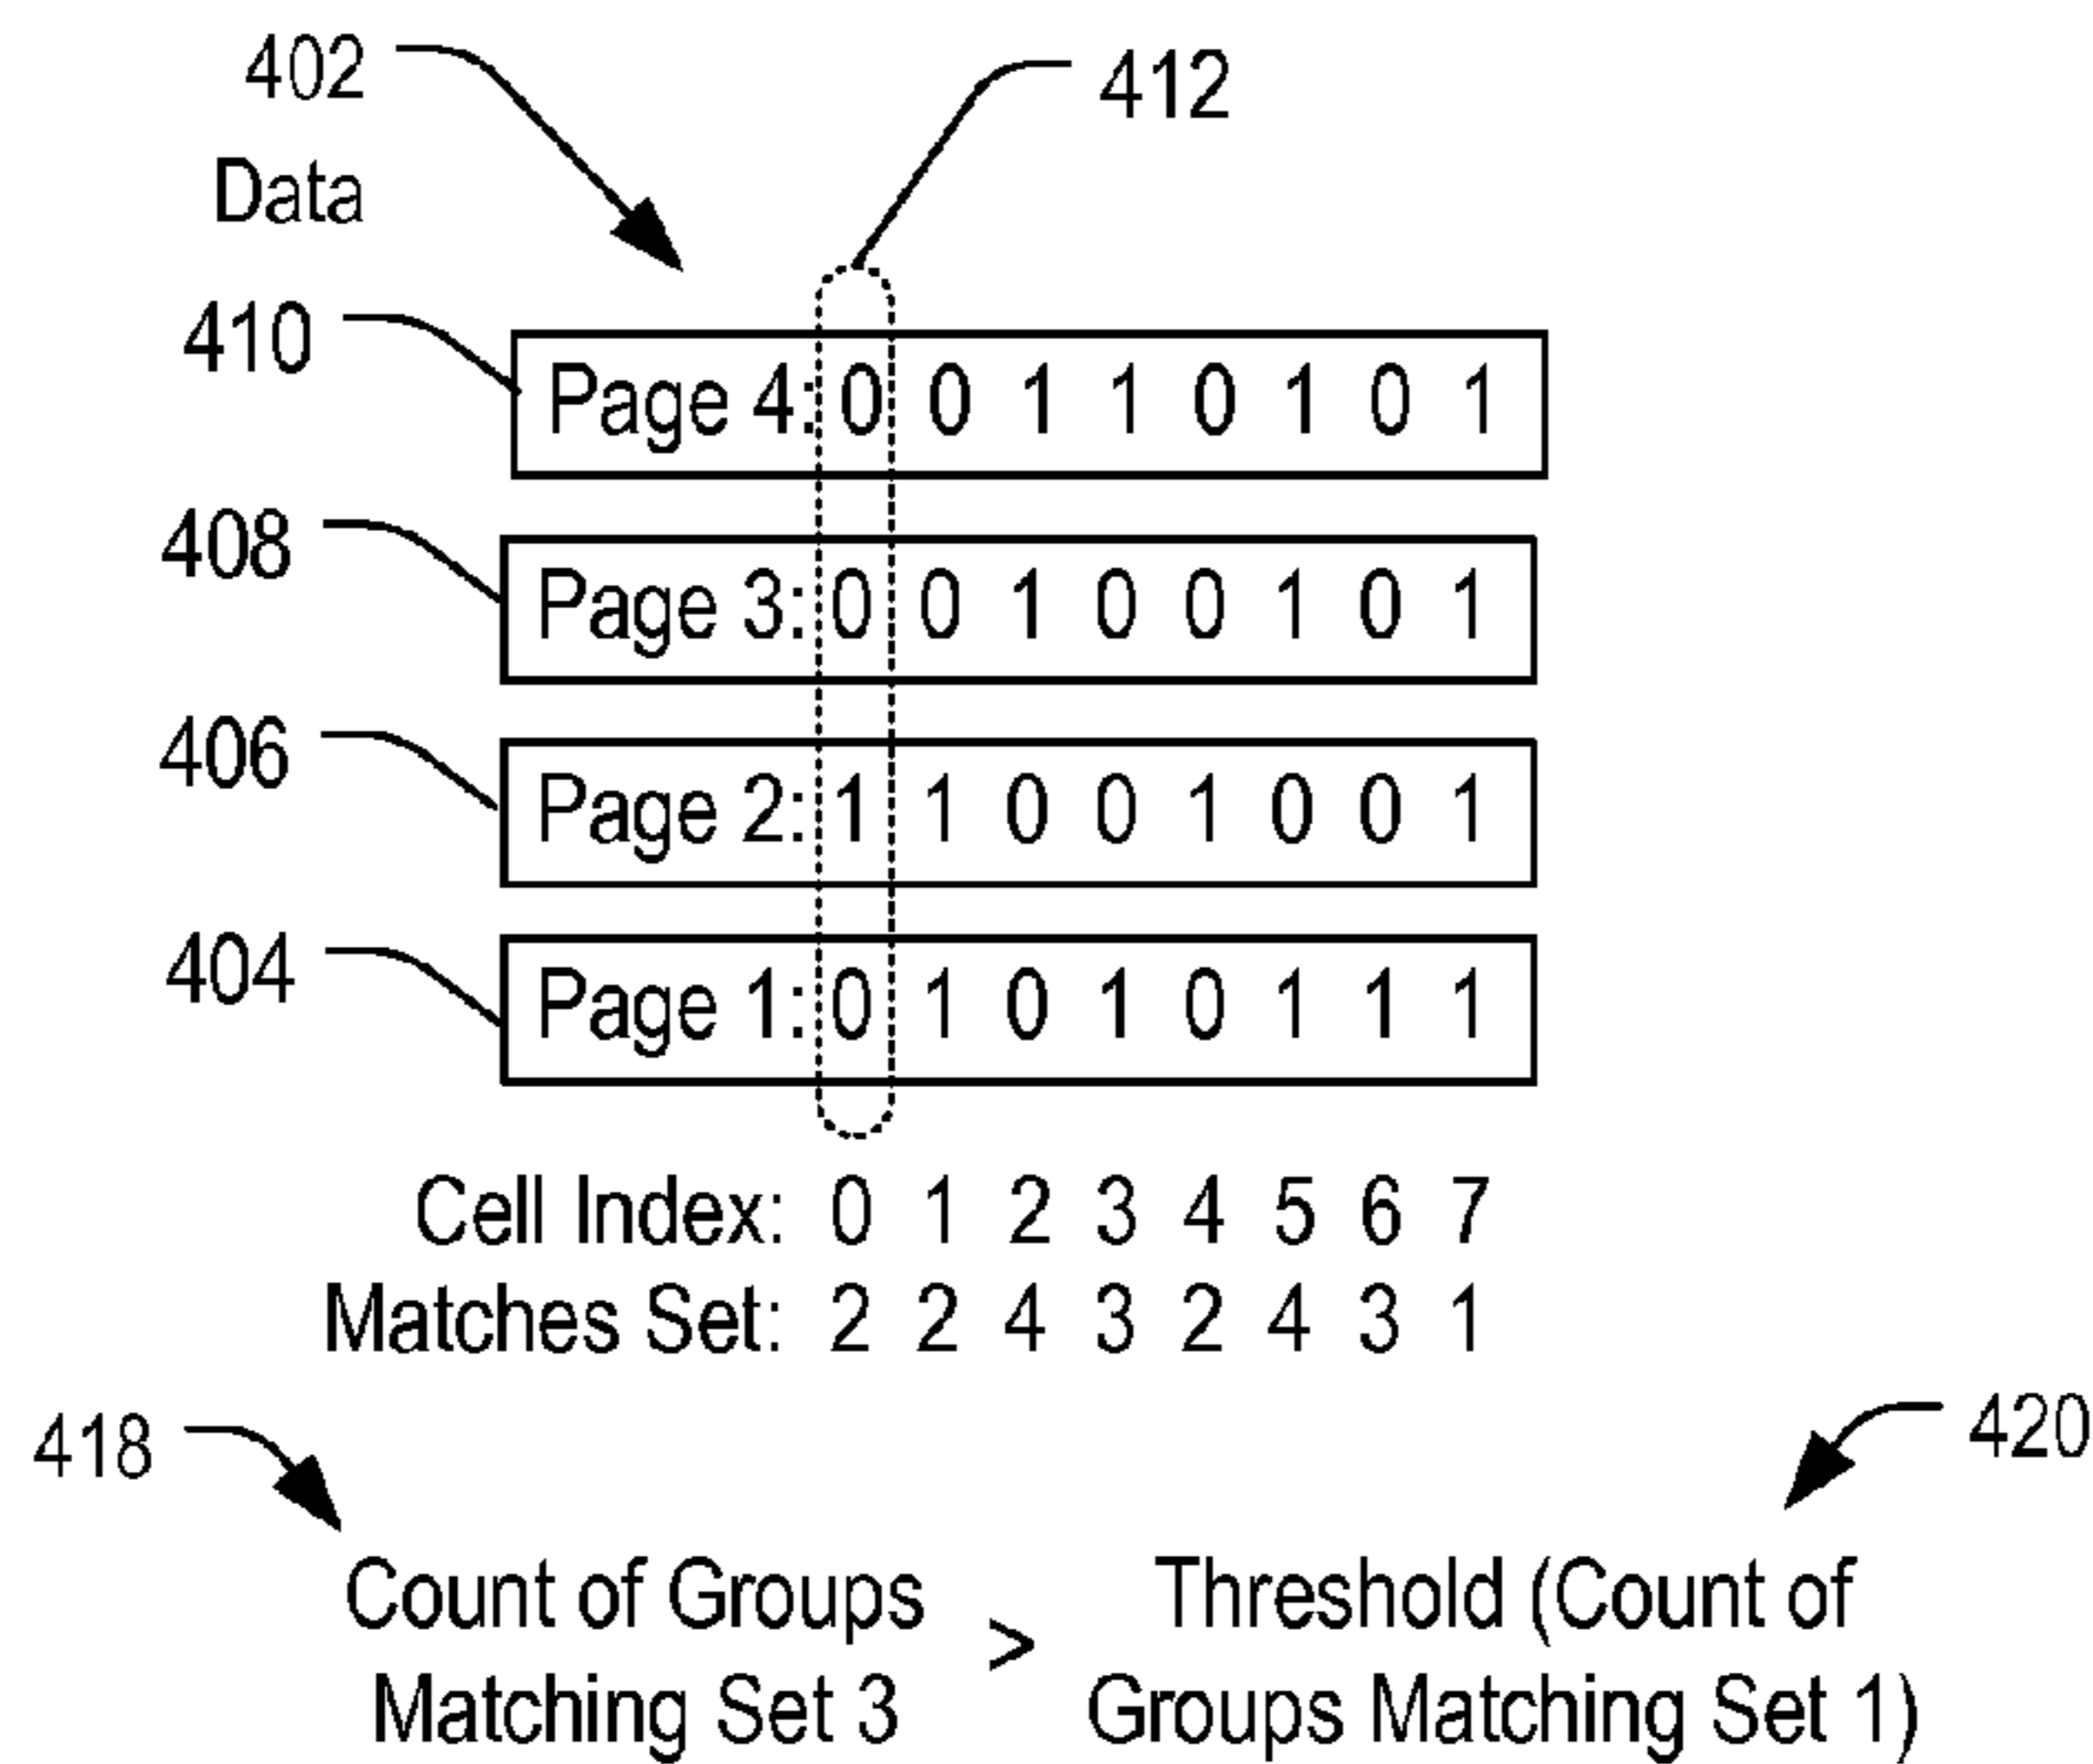 402
412
Data
410
Page 4: 0 0 1 1 0 1 0 1
408
Page 3: 0 0 1 0 0 1 0 1
406
Page 2: 1 1 0 0 1 0 0 1
404
Page 1: 0 1 0 1 0 1 1 1
Cell Index: 0 1 2 3 4 5 6 7
Matches Set: 2 2 4 3 2 4 3 1
418
420
Count of Groups
Matching Set 3
>
Threshold (Count of
Groups Matching Set 1)